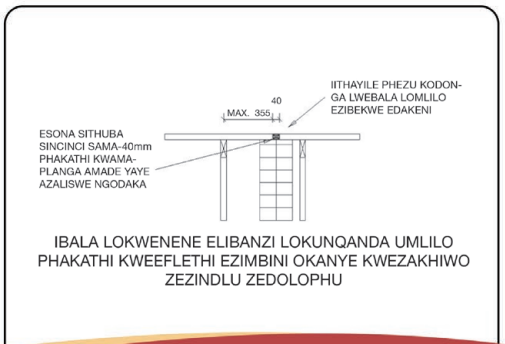 IITHAYILE PHEZU KODON-
GA LWEBALA LOMLILO
EZIBEKWE EDAKENI
40
MAX. 355
ESONA SITHUBA
SINCINCI SAMA-40mm
PHAKATHI KWAMA-
PLANGA AMADE YAYE
AZALISWE NGODAKA
IBALA LOKWENENE ELIBANZI LOKUNQANDA UMLILO
PHAKATHI KWEEFLETHI EZIMBINI OKANYE KWEZAKHIWO
ZEZINDLU ZEDOLOPHU